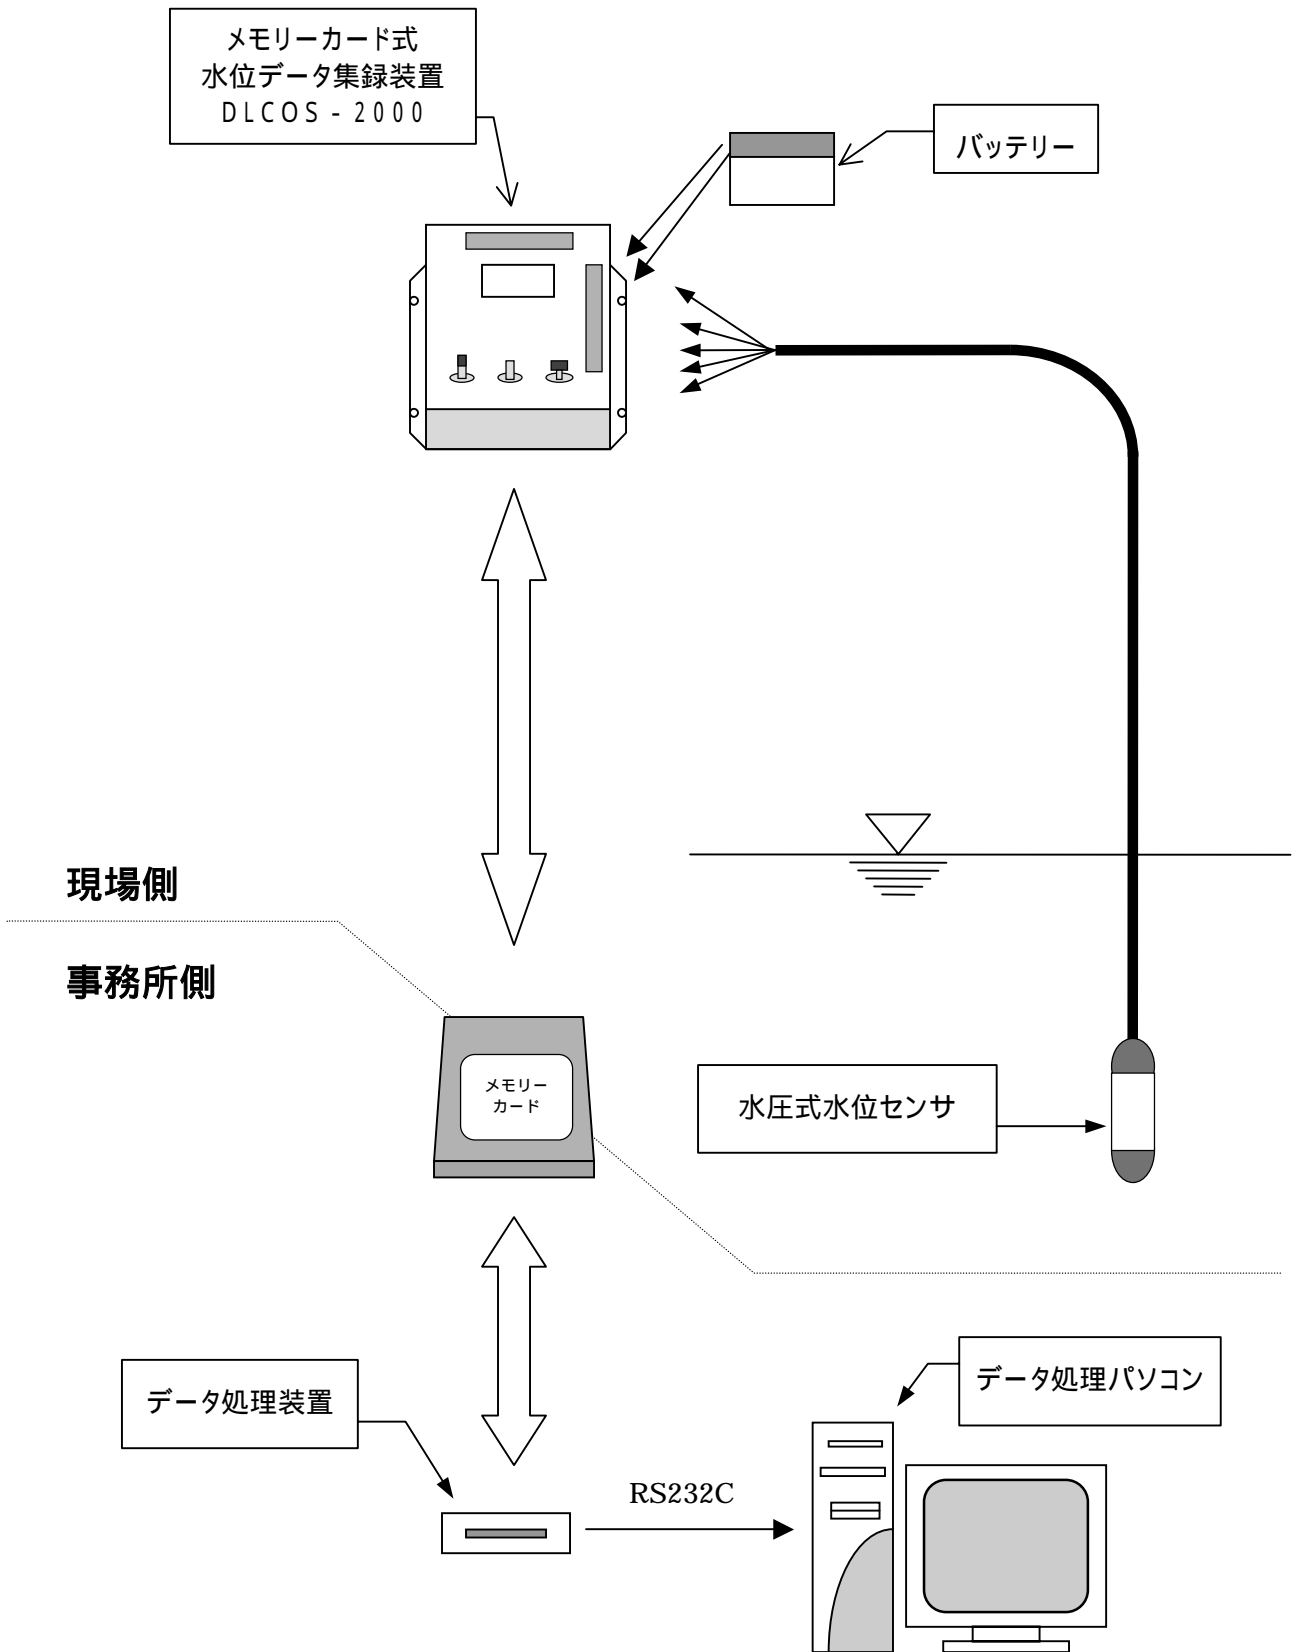 メモリーカード式
水位データ集録装置
DLCOS-2000
バッテリー
現場側
事務所側
メモリー
カード
水圧式水位センサ
データ処理装置
データ処理パソコン
RS232C